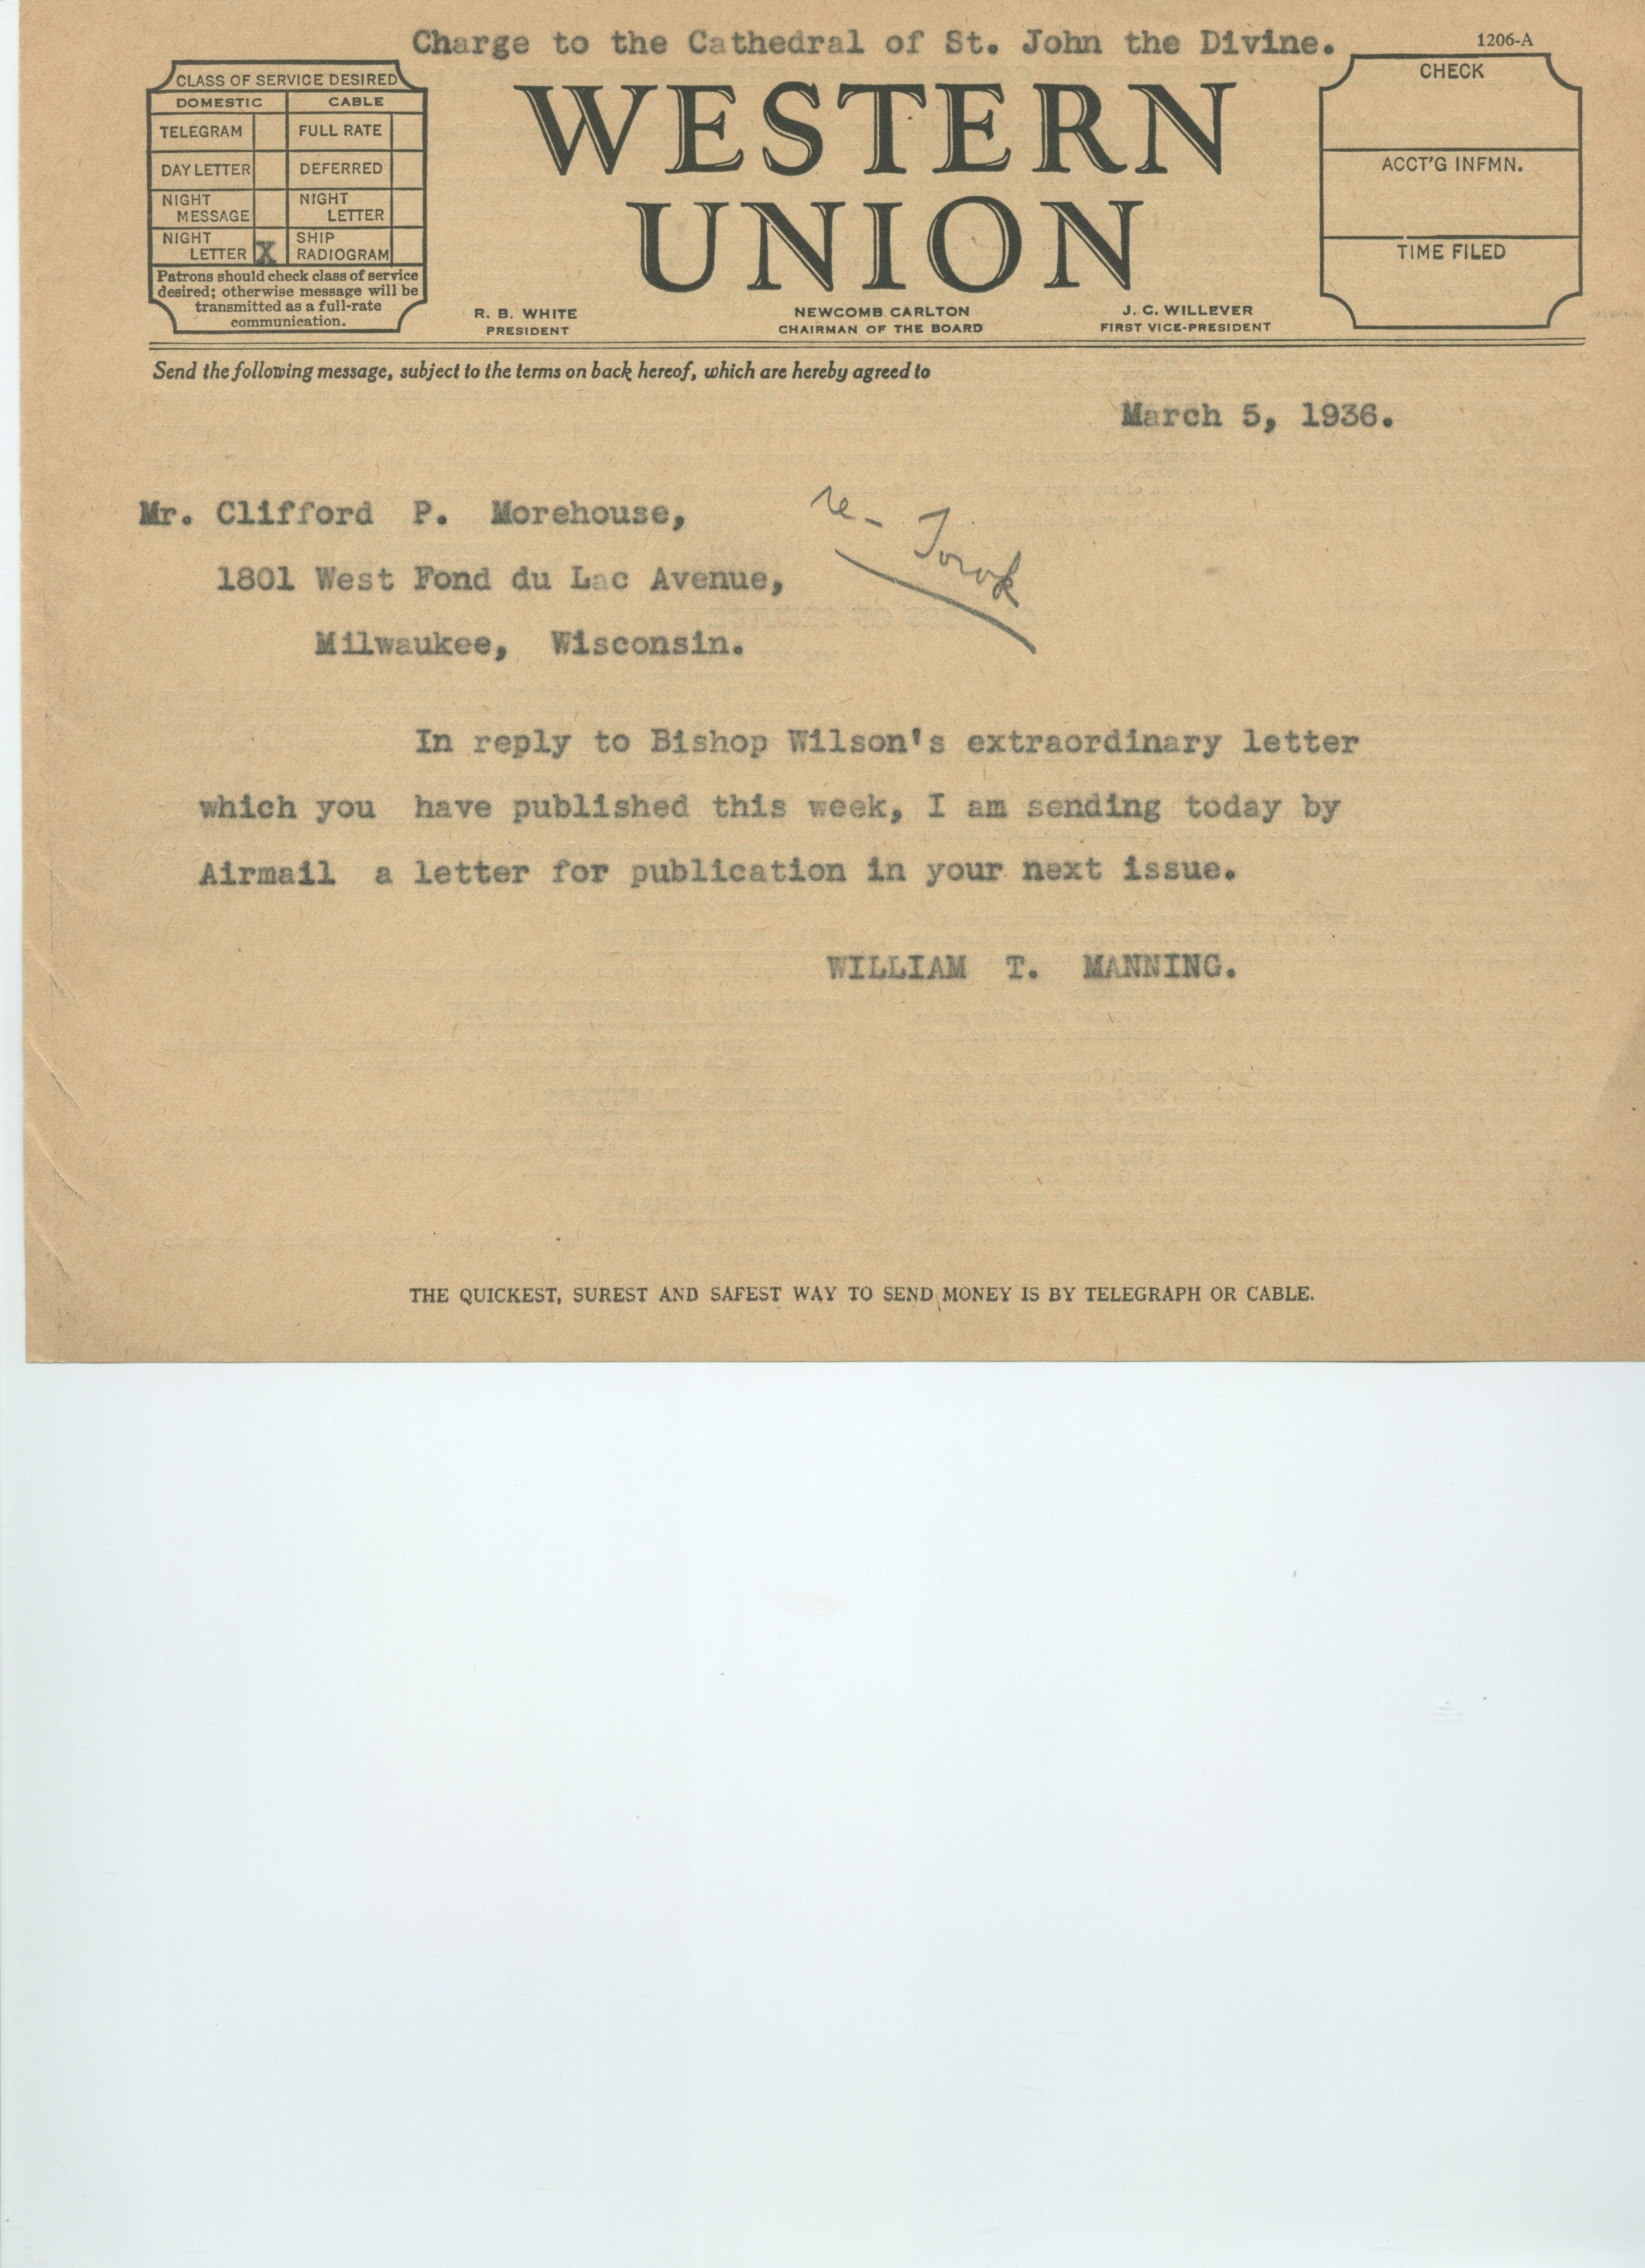 Charge to the Cathedral of St. John the Divine.
1206-A
CLASS OF SERVICE DESIRED
DOMESTIC CABLE
TELEGRAM FULL RATE
DAY LETTER DEFERRED
NIGHT MESSAGE NIGHT LETTER
NIGHT LETTER X SHIP RADIOGRAM
Patrons should check class of service
desired; otherwise message will be
transmitted as a full-rate
communication.
WESTERN
UNION
R. B. WHITE
PRESIDENT
NEWCOMB CARLTON
CHAIRMAN OF THE BOARD
J. C. WILLEVER
FIRST VICE-PRESIDENT
CHECK
ACCT'G INFMN.
TIME FILED
Send the following message, subject to the terms on back hereof, which are hereby agreed to
March 5, 1936.
Mr. Clifford P. Morehouse,
re- Torok
1801 West Fond du Lac Avenue,
Milwaukee, Wisconsin.
In reply to Bishop Wilson's extraordinary letter
which you have published this week, I am sending today by
Airmail a letter for publication in your next issue.
WILLIAM T. MANNING.
THE QUICKEST, SUREST AND SAFEST WAY TO SEND MONEY IS BY TELEGRAPH OR CABLE.